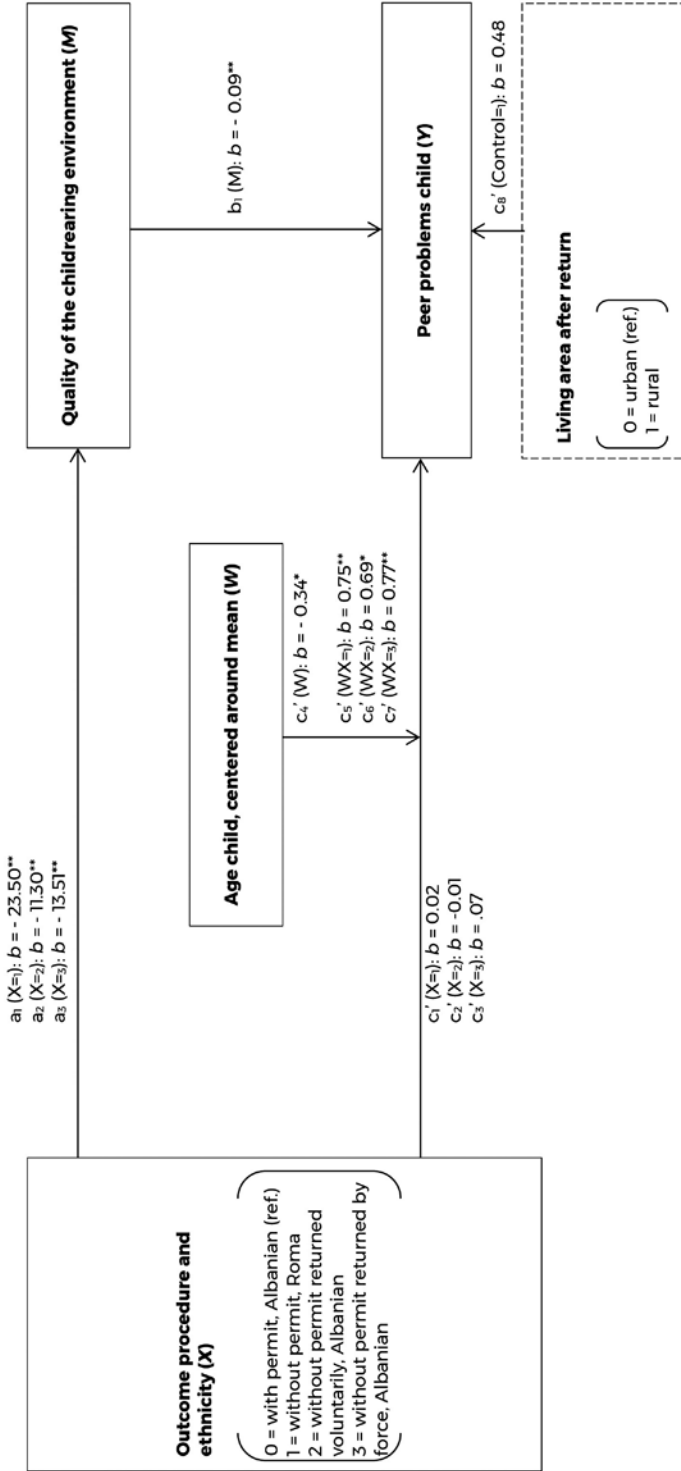 Outcome procedure and
ethnicity (X)
0 = with permit, Albanian (ref.)
1 = without permit, Roma
2 = without permit returned
voluntarily, Albanian
3 = without permit returned by
force, Albanian
a₁ (X=₁): b = - 23.50**
a₂ (X=₂): b = - 11.30**
a₃ (X=₃): b = - 13.51**
Quality of the childrearing environment (M)
b₁ (M): b = - 0.09**
Age child, centered around mean (W)
c₄' (W): b = - 0.34*
c₅' (WX=₁): b = 0.75**
c₆' (WX=₂): b = 0.69*
c₇' (WX=₃): b = 0.77**
c₁' (X=₁): b = 0.02
c₂' (X=₂): b = -0.01
c₃' (X=₃): b = .07
Peer problems child (Y)
c₈' (Control=₁): b = 0.48
Living area after return
0 = urban (ref.)
1 = rural